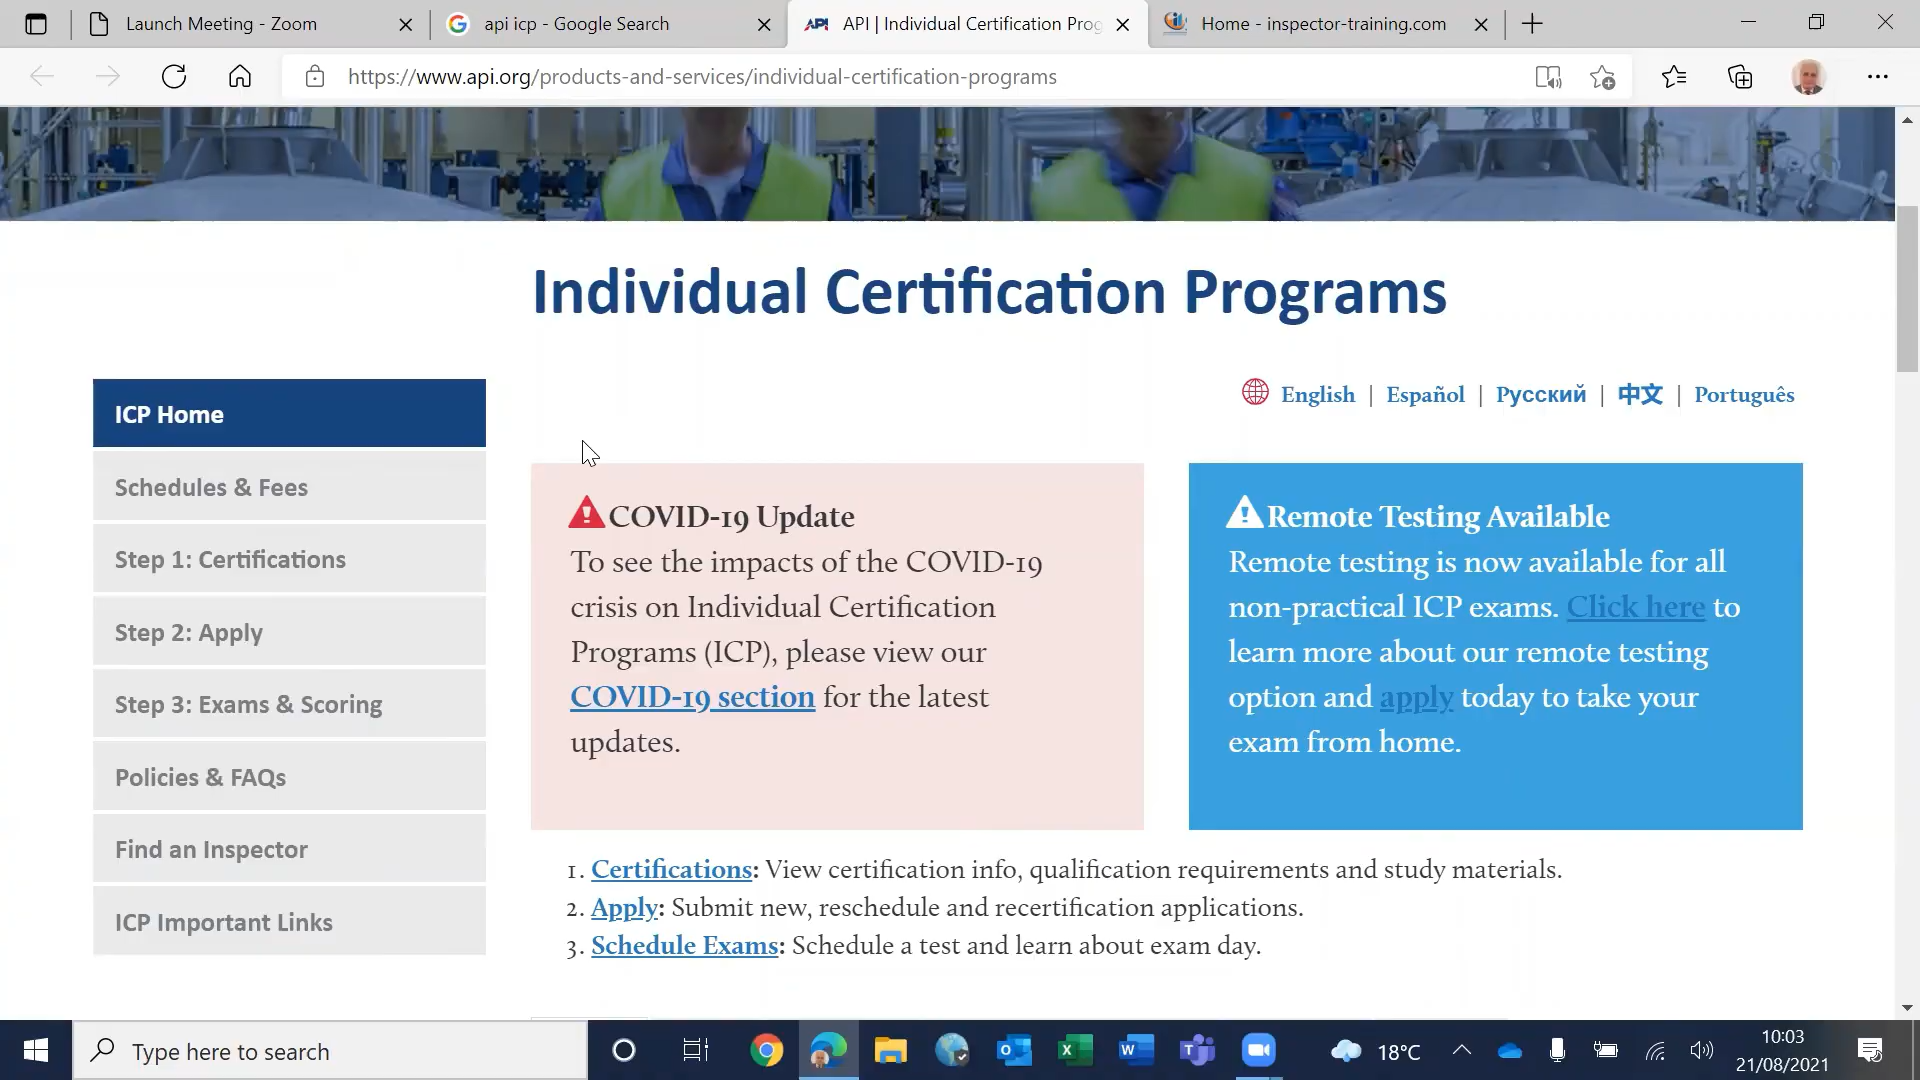 Launch Meeting - Zoom
api icp - Google Search
API | Individual Certification Prog
Home - inspector-training.com
https://www.api.org/products-and-services/individual-certification-programs
Individual Certification Programs
English | Español | Русский | 中文 | Português
ICP Home
Schedules & Fees
Step 1: Certifications
Step 2: Apply
Step 3: Exams & Scoring
Policies & FAQs
Find an Inspector
ICP Important Links
COVID-19 Update
To see the impacts of the COVID-19
crisis on Individual Certification
Programs (ICP), please view our
COVID-19 section for the latest
updates.
Remote Testing Available
Remote testing is now available for all
non-practical ICP exams. Click here to
learn more about our remote testing
option and apply today to take your
exam from home.
1. Certifications: View certification info, qualification requirements and study materials.
2. Apply: Submit new, reschedule and recertification applications.
3. Schedule Exams: Schedule a test and learn about exam day.
Type here to search
18°C
10:03
21/08/2021